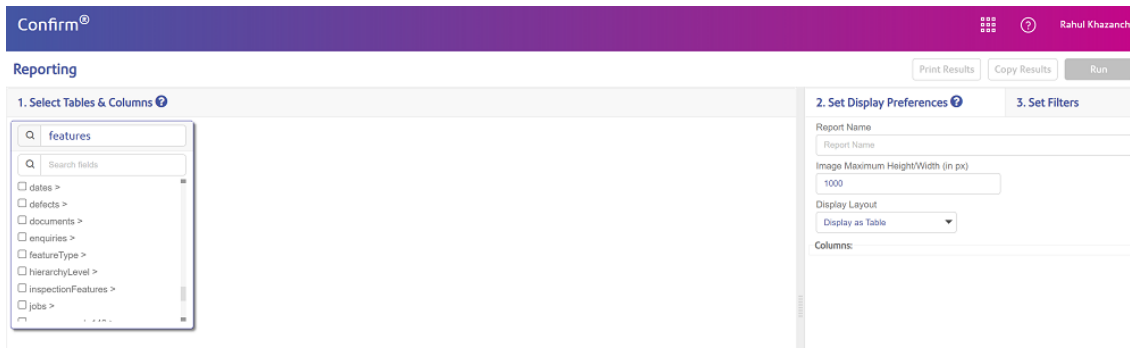 Confirm®
Rahul Khazanch
Reporting
Print Results
Copy Results
Run
1. Select Tables & Columns
features
Search fields
dates >
defects >
documents >
enquiries >
featureType >
hierarchyLevel >
inspectionFeatures >
jobs >
2. Set Display Preferences
3. Set Filters
Report Name
Report Name
Image Maximum Height/Width (in px)
1000
Display Layout
Display as Table
Columns: